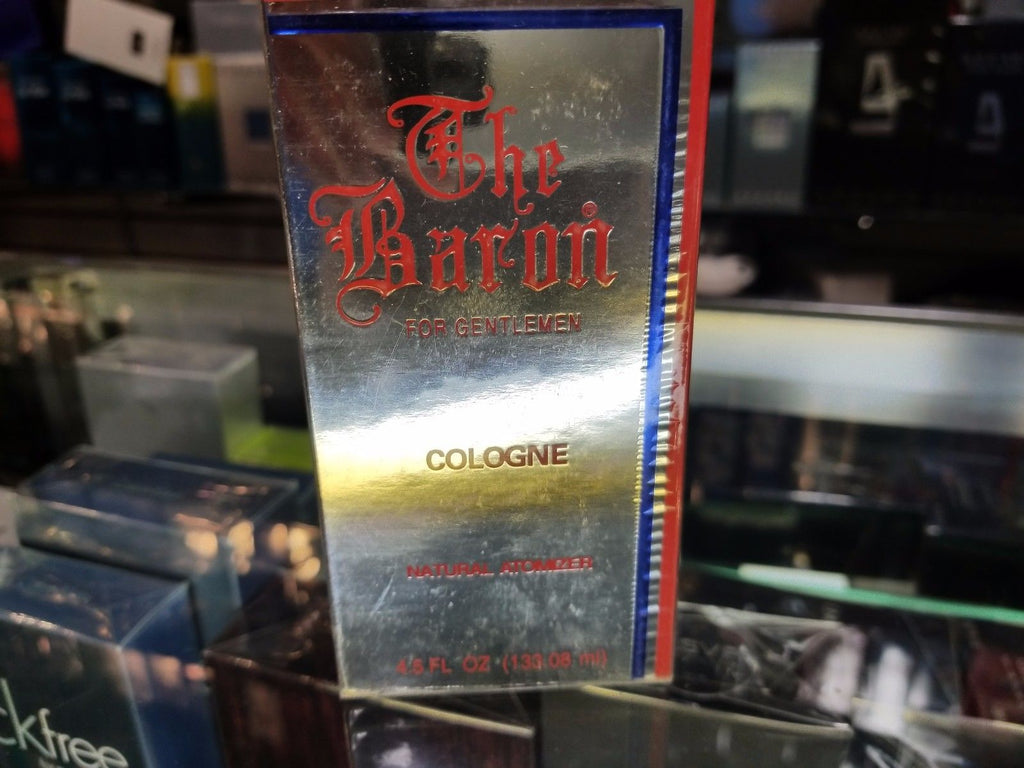 The
Baron
FOR GENTLEMEN
COLOGNE
NATURAL ATOMIZER
4.5 FL OZ (133.08 ml)
ckfree